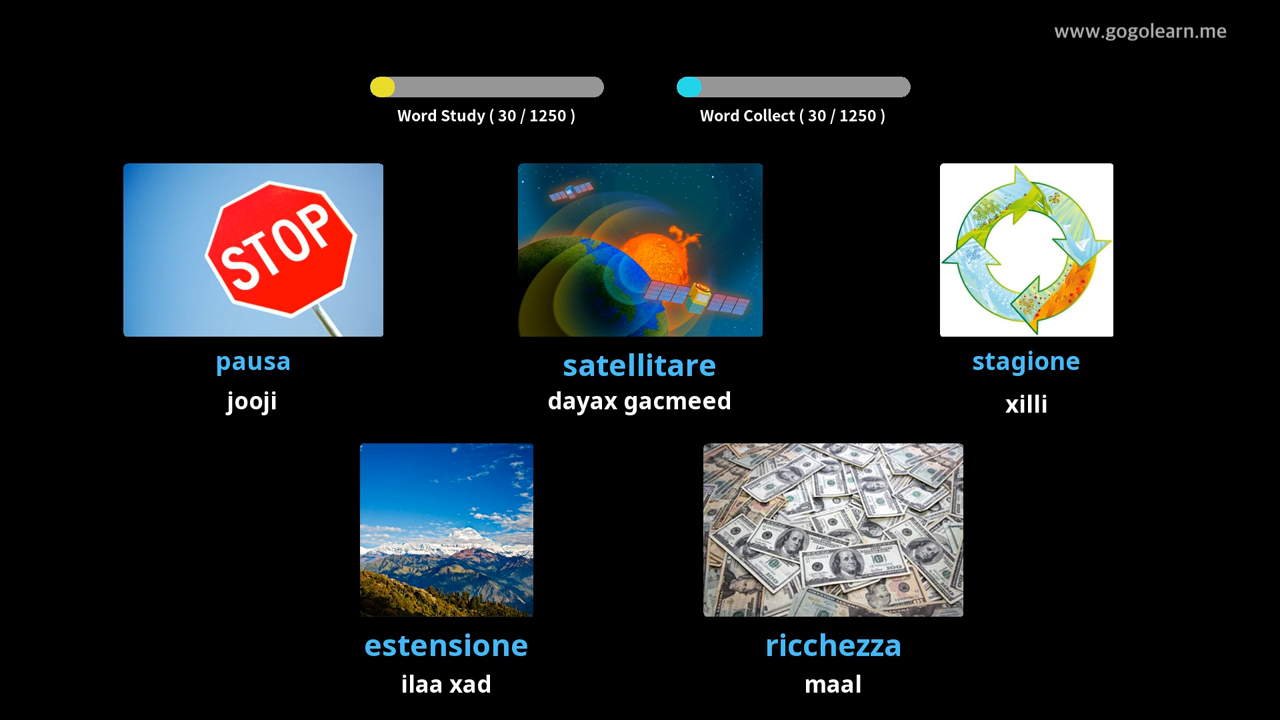 www.gogolearn.me
Word Study ( 30 / 1250 )
Word Collect ( 30 / 1250 )
STOP
pausa
jooji
satellitare
dayax gacmeed
stagione
xilli
estensione
ilaa xad
ricchezza
maal